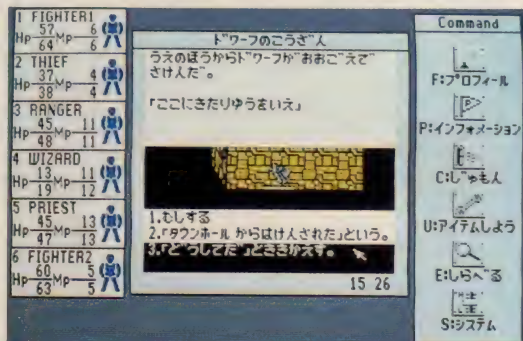 1 FIGHTER1
Hp 57/64 Mp 6/6
2 THIEF
Hp 37/38 Mp 4/4
3 RANGER
Hp 45/48 Mp 11/11
4 WIZARD
Hp 13/19 Mp 11/12
5 PRIEST
Hp 45/47 Mp 13/13
6 FIGHTER2
Hp 60/63 Mp 5/5
ドワーフのこうざん
うえのほうからドワーフがおおごえで
さけんだ。
「ここにきたりゆうをいえ」
1.むしする
2.「タウンホール からはけんされた」という。
3.「どうしてだ」とききかえす。
15 26
Command
F:プロフィール
P:インフォメーション
C:じゅもん
U:アイテムしよう
E:しらべる
S:システム